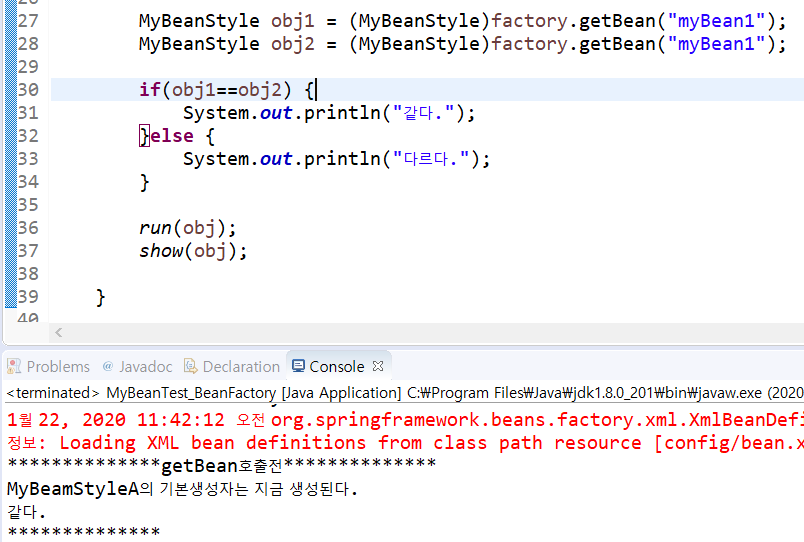 27 MyBeanStyle obj1 = (MyBeanStyle)factory.getBean("myBean1");
28 MyBeanStyle obj2 = (MyBeanStyle)factory.getBean("myBean1");
29
30 if(obj1==obj2) {
31 System.out.println("같다.");
32 }else {
33 System.out.println("다르다.");
34 }
35
36 run(obj);
37 show(obj);
38
39 }
40
Problems @ Javadoc Declaration Console
<terminated> MyBeanTest_BeanFactory [Java Application] C:₩Program Files₩Java₩jdk1.8.0_201₩bin₩javaw.exe (2020
1월 22, 2020 11:42:12 오전 org.springframework.beans.factory.xml.XmlBeanDefi
정보: Loading XML bean definitions from class path resource [config/bean.x
**************getBean호출전**************
MyBeamStyleA의 기본생성자는 지금 생성된다.
같다.
**************